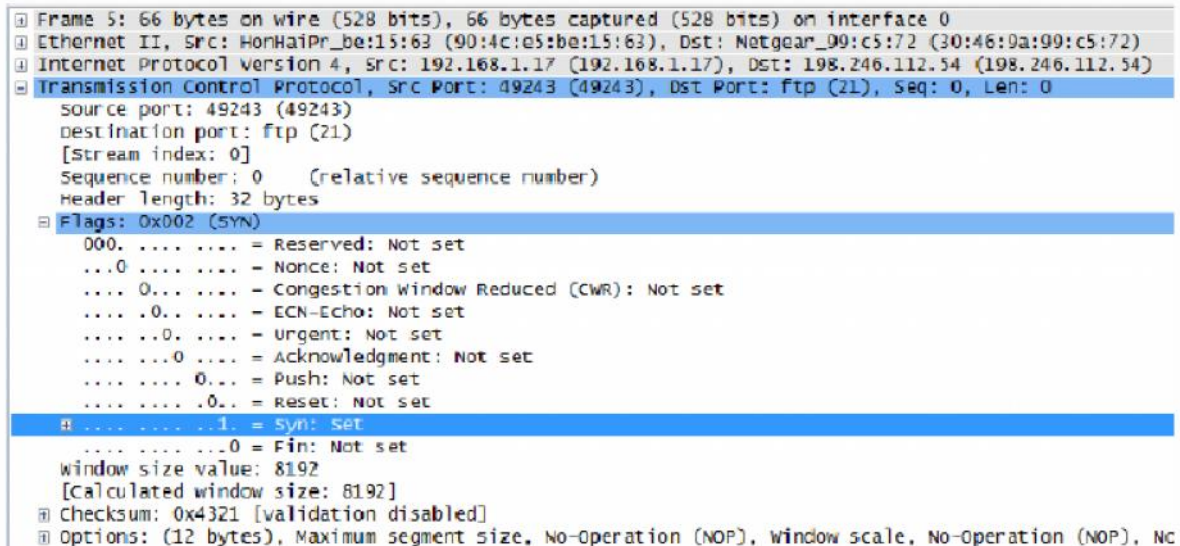 Frame 5: 66 bytes on wire (528 bits), 66 bytes captured (528 bits) on interface 0
Ethernet II, Src: HonHaiPr_be:15:63 (90:4c:e5:be:15:63), Dst: Netgear_99:c5:72 (30:46:9a:99:c5:72)
Internet Protocol Version 4, Src: 192.168.1.17 (192.168.1.17), Dst: 198.246.112.54 (198.246.112.54)
Transmission Control Protocol, Src Port: 49243 (49243), Dst Port: ftp (21), Seq: 0, Len: 0
Source port: 49243 (49243)
Destination port: ftp (21)
[Stream index: 0]
Sequence number: 0 (relative sequence number)
Header length: 32 bytes
Flags: 0x002 (SYN)
000. .... .... = Reserved: Not set
...0 .... .... = Nonce: Not set
.... 0... .... = Congestion Window Reduced (CWR): Not set
.... .0.. .... = ECN-Echo: Not set
.... ..0. .... = Urgent: Not set
.... ...0 .... = Acknowledgment: Not set
.... .... 0... = Push: Not set
.... .... .0.. = Reset: Not set
.... .... ..1. = Syn: Set
.... .... ...0 = Fin: Not set
Window size value: 8192
[Calculated window size: 8192]
Checksum: 0x4321 [validation disabled]
Options: (12 bytes), Maximum segment size, No-Operation (NOP), Window scale, No-Operation (NOP), No